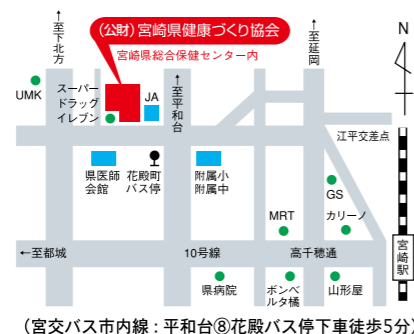 (公財)宮崎県健康づくり協会
宮崎県総合保健センター内
↑至下北方
↑至平和台
↑至延岡
N
UMK
スーパー
ドラッグ
イレブン
JA
江平交差点
県医師
会館
花殿町
バス停
附属小
附属中
GS
MRT
カリーノ
宮崎駅
←至都城
10号線
高千穂通
県病院
ボンベ
ルタ橘
山形屋
(宮交バス市内線:平和台⑧花殿バス停下車徒歩5分)